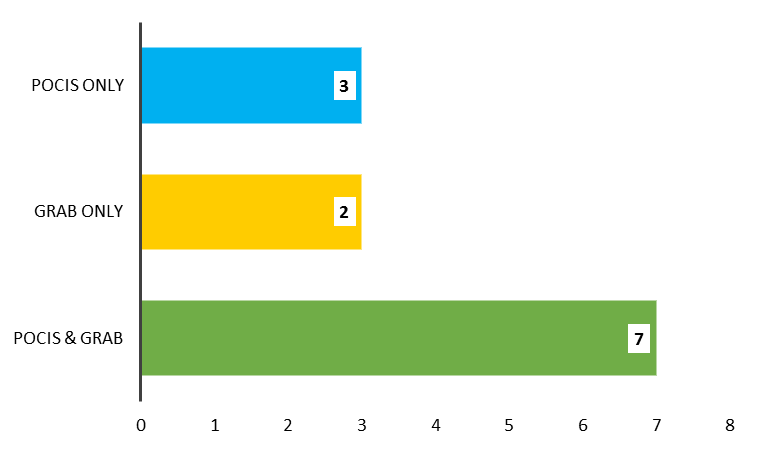 POCIS ONLY
3
GRAB ONLY
2
POCIS & GRAB
7
0 1 2 3 4 5 6 7 8